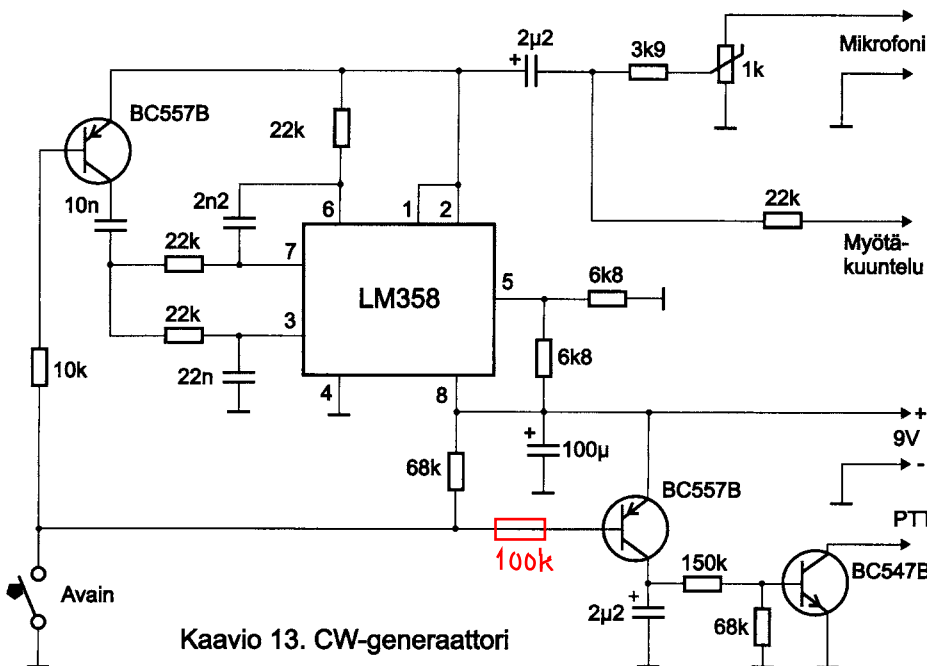 2µ2
+
3k9
1k
Mikrofoni
BC557B
22k
10n
2n2
6
1
2
22k
7
LM358
5
6k8
22k
Myötä-
kuuntelu
22k
3
6k8
10k
22n
4
8
+
9V
-
+
100µ
68k
BC557B
PTT
100k
150k
BC547B
Avain
+
2µ2
68k
Kaavio 13. CW-generaattori